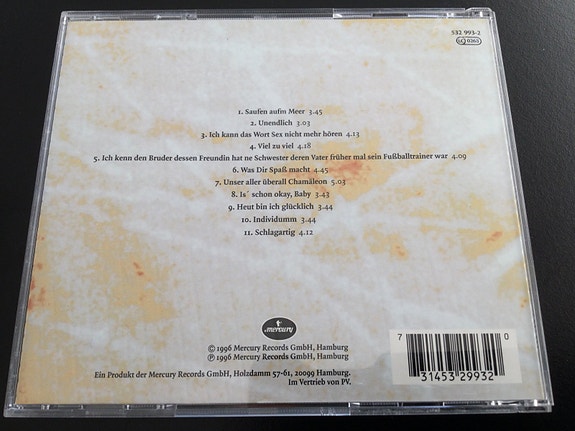 532 993-2
LC 0268
1. Saufen aufm Meer 3.45
2. Unendlich 3.03
3. Ich kann das Wort Sex nicht mehr hören 4.13
4. Viel zu viel 4.18
5. Ich kenn den Bruder dessen Freundin hat ne Schwester deren Vater früher mal sein Fußballtrainer war 4.09
6. Was Dir Spaß macht 4.45
7. Unser aller überall Chamäleon 5.03
8. Is´ schon okay, Baby 3.43
9. Heut bin ich glücklich 3.44
10. Individumm 3.44
11. Schlagartig 4.12
mercury
© 1996 Mercury Records GmbH, Hamburg
℗ 1996 Mercury Records GmbH, Hamburg
Ein Produkt der Mercury Records GmbH, Holzdamm 57-61, 20099 Hamburg.
Im Vertrieb von PV.
7 31453 29932 0